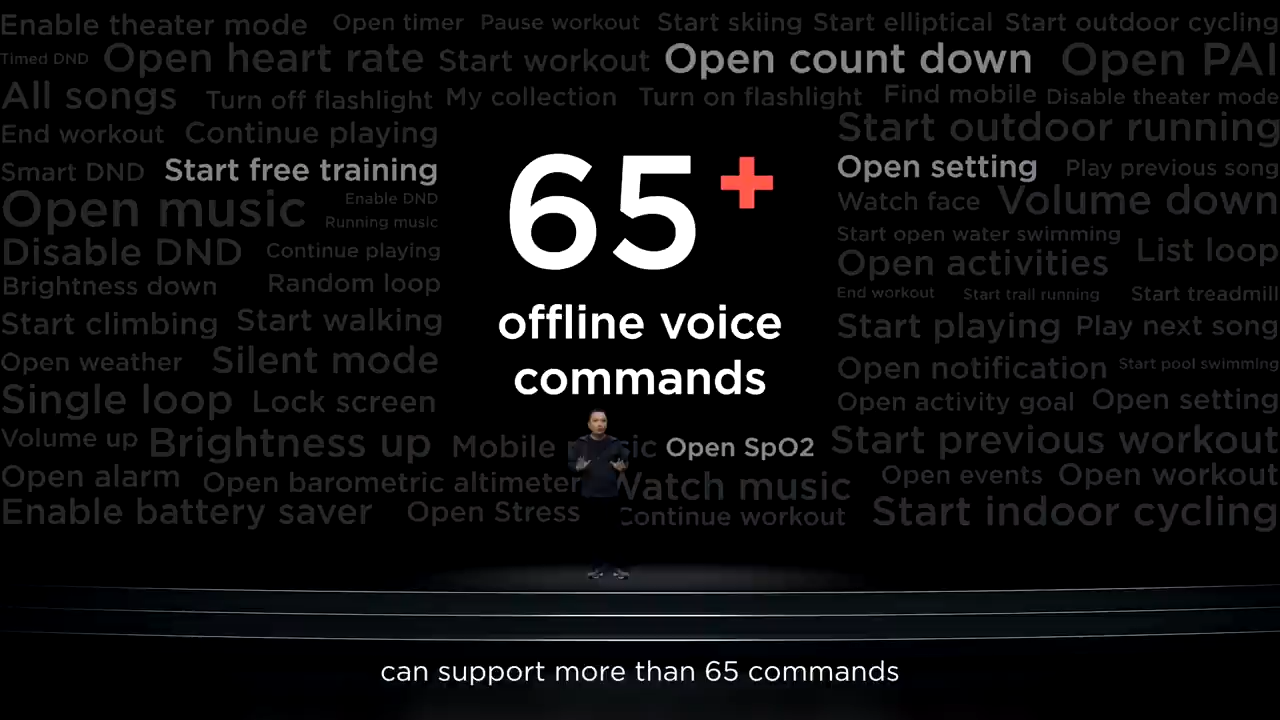 Enable theater mode Open timer Pause workout Start skiing Start elliptical Start outdoor cycling
Timed DND Open heart rate Start workout Open count down Open PAI
All songs Turn off flashlight My collection Turn on flashlight Find mobile Disable theater mode
End workout Continue playing Start outdoor running
65+
Smart DND Start free training Open setting Play previous song
Open music Enable DND Watch face Volume down
Running music
Start open water swimming
Disable DND Continue playing Open activities List loop
Brightness down Random loop End workout Start trail running Start treadmill
offline voice
Start climbing Start walking Start playing Play next song
Open weather Silent mode Open notification Start pool swimming
commands
Single loop Lock screen Open activity goal Open setting
Volume up Brightness up Mobile ic Open SpO2 Start previous workout
Open alarm Open barometric altimeter Watch music Open events Open workout
Enable battery saver Open Stress Continue workout Start indoor cycling
can support more than 65 commands